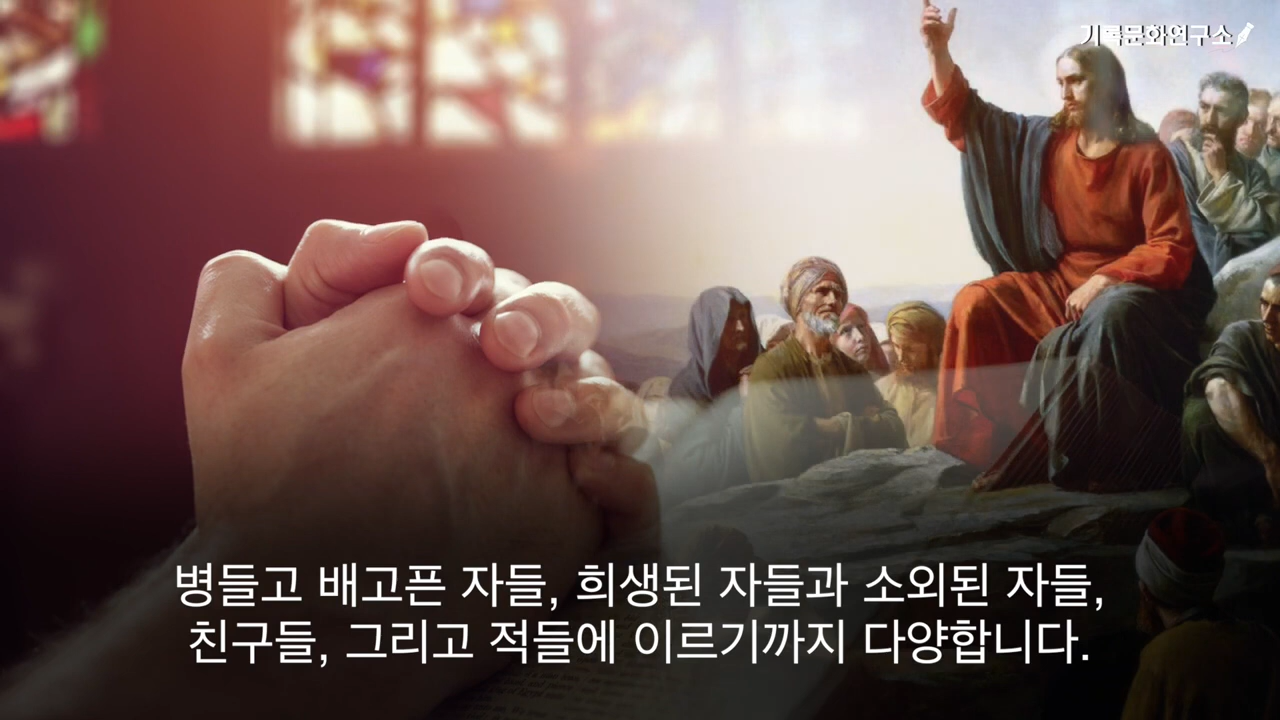 기록문화연구소
병들고 배고픈 자들, 희생된 자들과 소외된 자들,
친구들, 그리고 적들에 이르기까지 다양합니다.